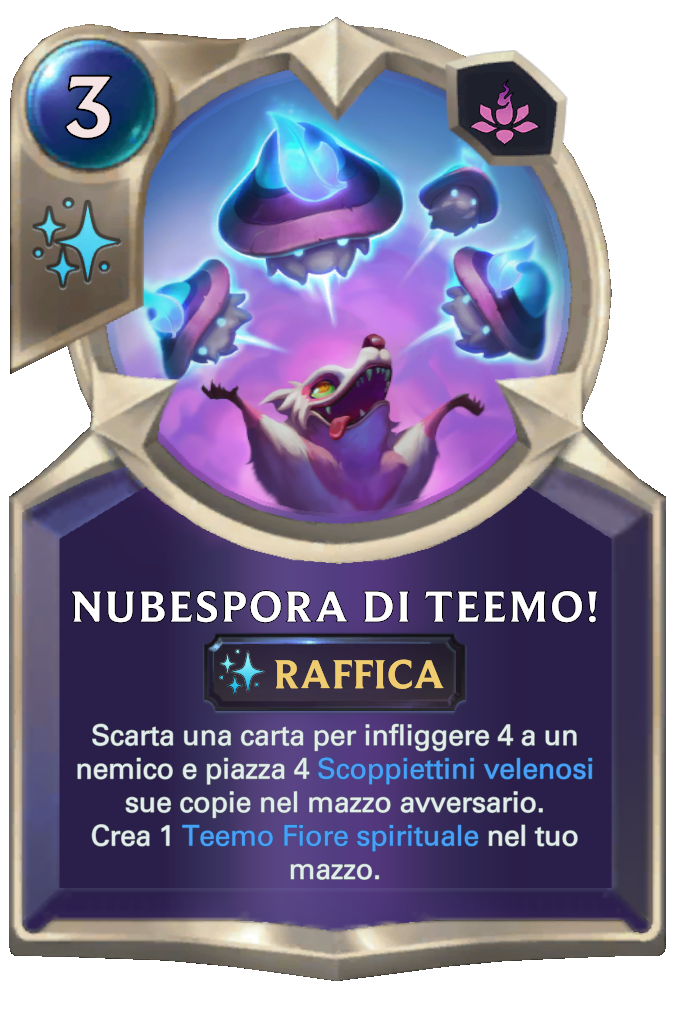 3
NUBESPORA DI TEEMO!
RAFFICA
Scarta una carta per infliggere 4 a un
nemico e piazza 4 Scoppiettini velenosi
sue copie nel mazzo avversario.
Crea 1 Teemo Fiore spirituale nel tuo
mazzo.